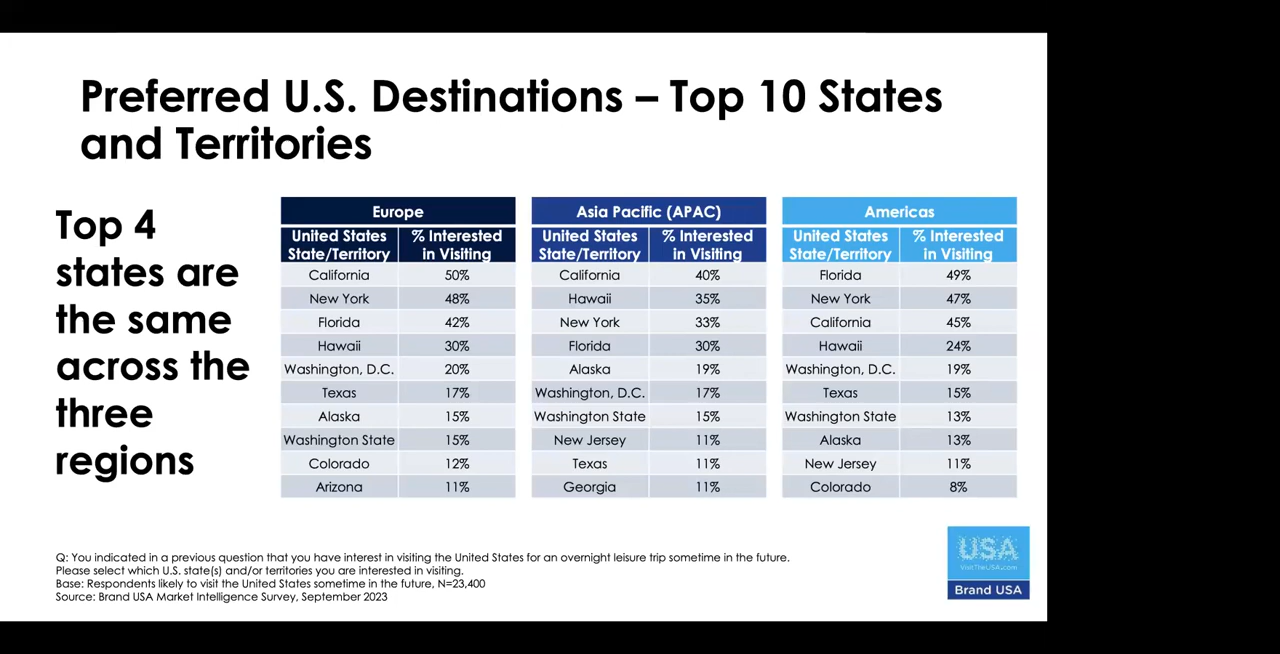 Preferred U.S. Destinations – Top 10 States
and Territories
Top 4
states are
the same
across the
three
regions
Europe
United States State/Territory % Interested in Visiting
California 50%
New York 48%
Florida 42%
Hawaii 30%
Washington, D.C. 20%
Texas 17%
Alaska 15%
Washington State 15%
Colorado 12%
Arizona 11%
Asia Pacific (APAC)
United States State/Territory % Interested in Visiting
California 40%
Hawaii 35%
New York 33%
Florida 30%
Alaska 19%
Washington, D.C. 17%
Washington State 15%
New Jersey 11%
Texas 11%
Georgia 11%
Americas
United States State/Territory % Interested in Visiting
Florida 49%
New York 47%
California 45%
Hawaii 24%
Washington, D.C. 19%
Texas 15%
Washington State 13%
Alaska 13%
New Jersey 11%
Colorado 8%
Q: You indicated in a previous question that you have interest in visiting the United States for an overnight leisure trip sometime in the future.
Please select which U.S. state(s) and/or territories you are interested in visiting.
Base: Respondents likely to visit the United States sometime in the future, N=23,400
Source: Brand USA Market Intelligence Survey, September 2023
USA
VisitTheUSA.com
Brand USA